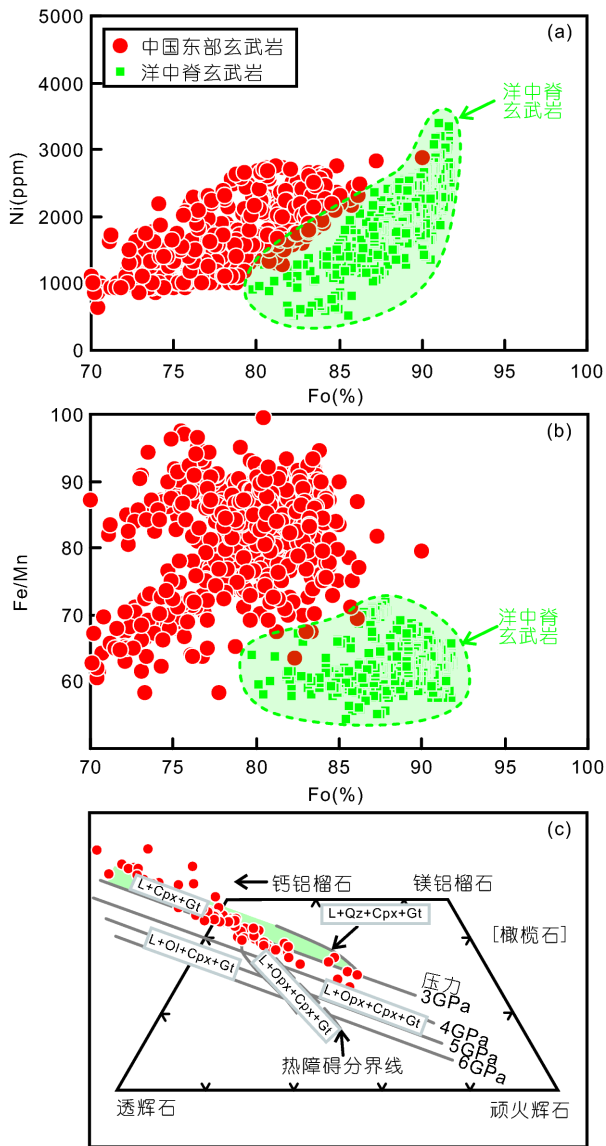 (a)
中国东部玄武岩
洋中脊玄武岩
洋中脊
玄武岩
Ni(ppm)
5000
4000
3000
2000
1000
0
70 75 80 85 90 95 100
Fo(%)
(b)
洋中脊
玄武岩
Fe/Mn
100
90
80
70
60
70 75 80 85 90 95 100
Fo(%)
(c)
钙铝榴石
镁铝榴石
L+Cpx+Gt
L+Qz+Cpx+Gt
[橄榄石]
L+Ol+Cpx+Gt
L+Opx+Cpx+Gt
L+Opx+Cpx+Gt
压力
3GPa
4GPa
5GPa
6GPa
热障碍分界线
透辉石
顽火辉石